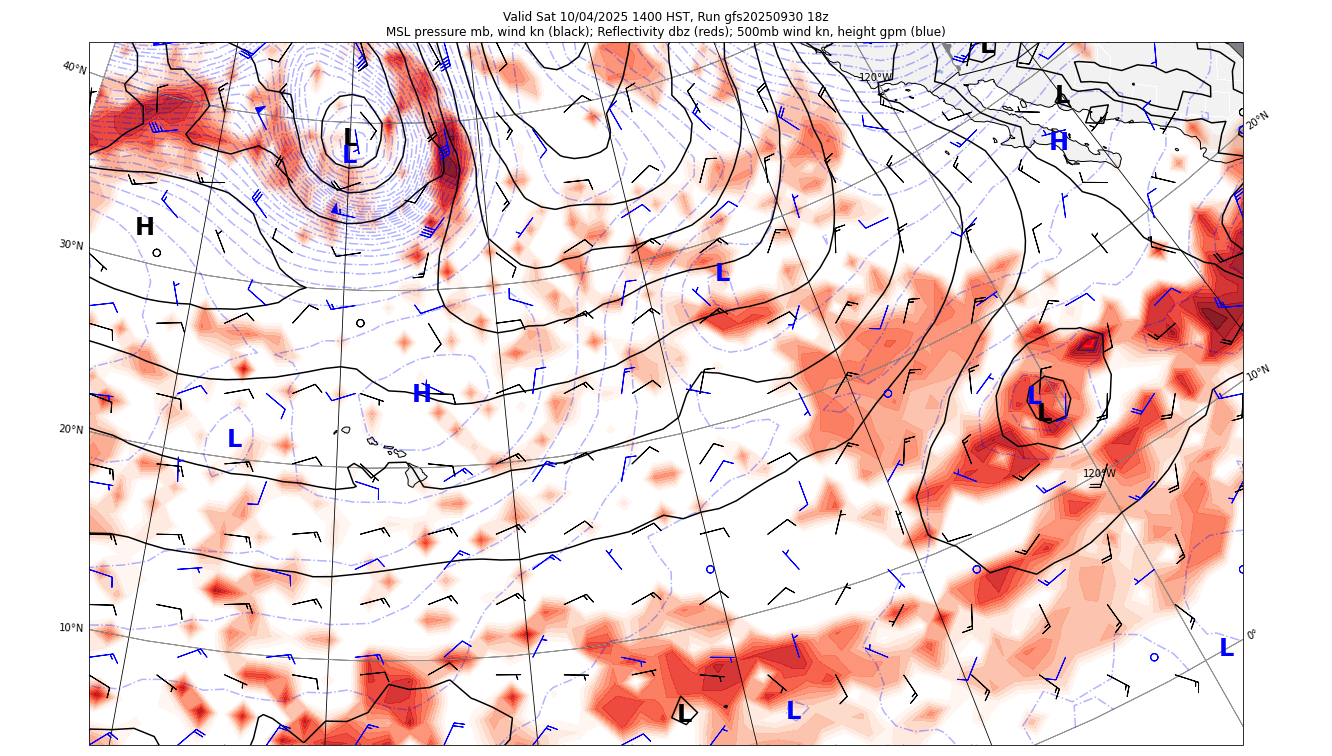 Valid Sat 10/04/2025 1400 HST, Run gfs20250930 18z
MSL pressure mb, wind kn (black); Reflectivity dbz (reds); 500mb wind kn, height gpm (blue)
L
40°N
120°W
L
20°N
L
H
L
H
30°N
L
10°N
H
L
L
20°N
L
120°W
10°N
0°
L
L
L